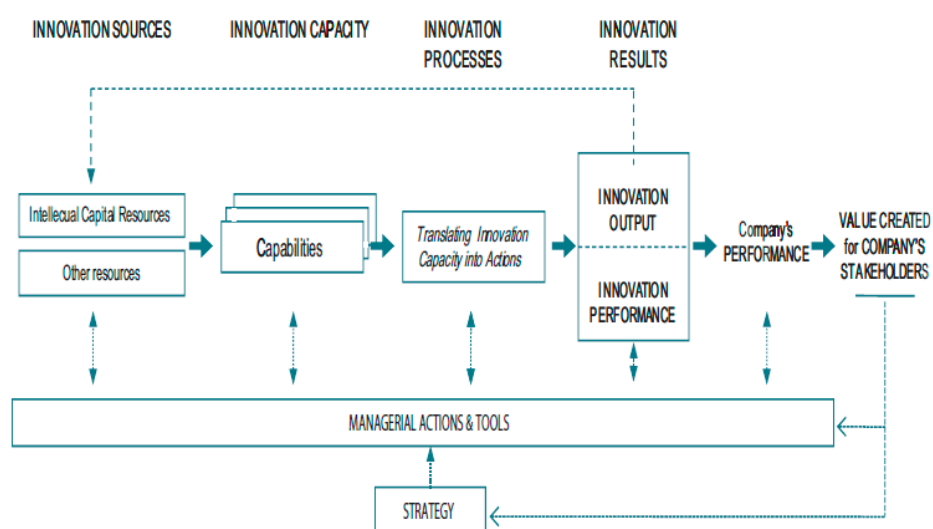 INNOVATION SOURCES
INNOVATION CAPACITY
INNOVATION
PROCESSES
INNOVATION
RESULTS
Intellecual Capital Resources
Other resources
Capabilities
Translating Innovation
Capacity into Actions
INNOVATION
OUTPUT
INNOVATION
PERFORMANCE
Company's
PERFORMANCE
VALUE CREATED
for COMPANY'S
STAKEHOLDERS
MANAGERIAL ACTIONS & TOOLS
STRATEGY